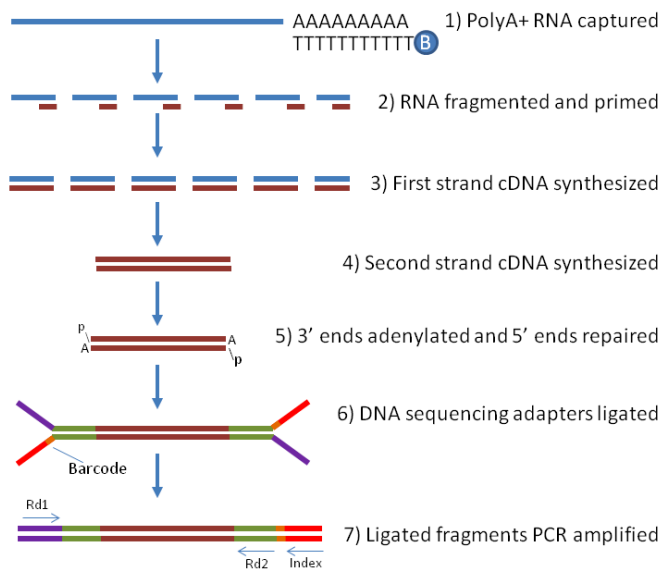 AAAAAAAAA
1) PolyA+ RNA captured
TTTTTTTTTTT B
2) RNA fragmented and primed
3) First strand cDNA synthesized
4) Second strand cDNA synthesized
p
A
5) 3’ ends adenylated and 5’ ends repaired
A
p
6) DNA sequencing adapters ligated
Barcode
Rd1
7) Ligated fragments PCR amplified
Rd2 Index